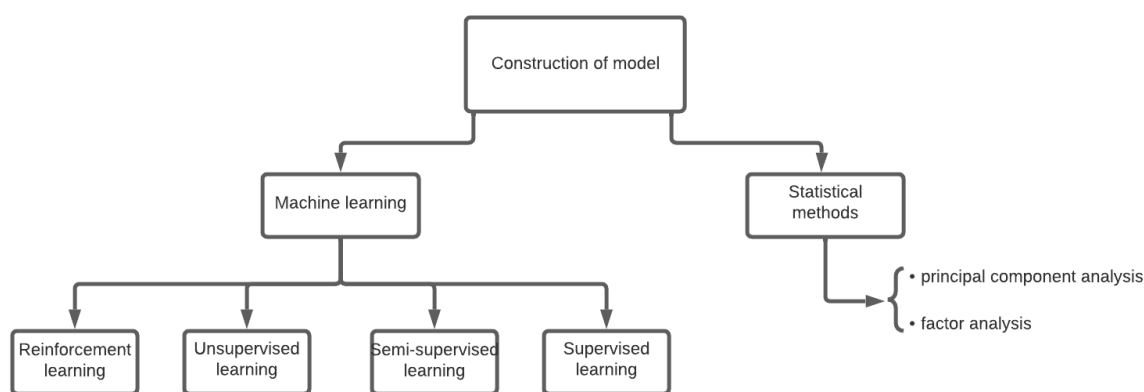 Construction of model
Machine learning
Statistical
methods
• principal component analysis
• factor analysis
Reinforcement
learning
Unsupervised
learning
Semi-supervised
learning
Supervised
learning